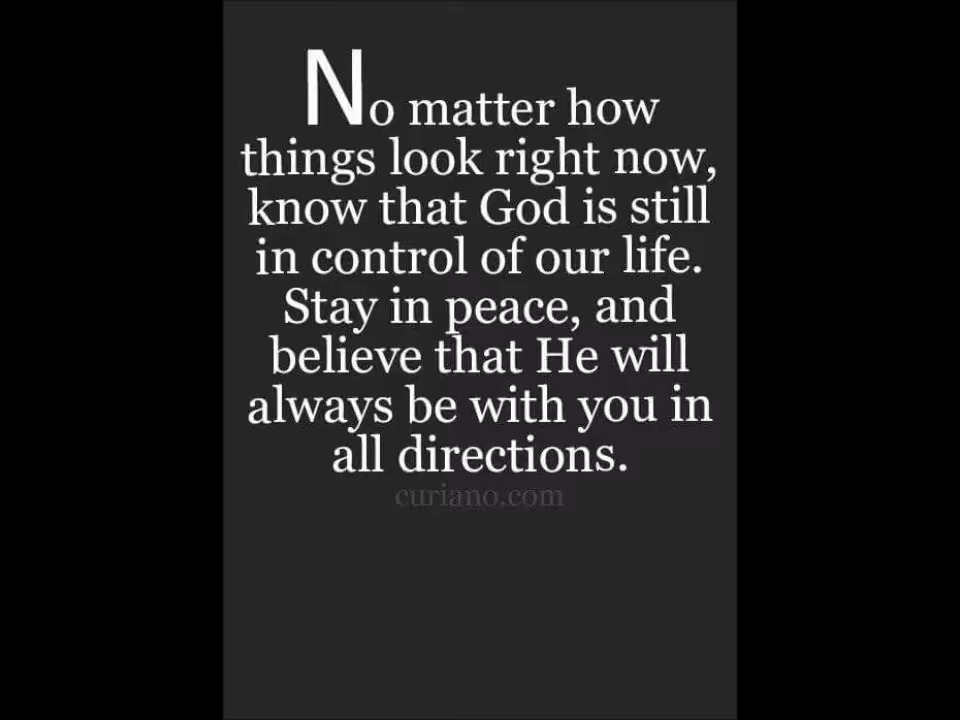 No matter how
things look right now,
know that God is still
in control of our life.
Stay in peace, and
believe that He will
always be with you in
all directions.
curiano.com